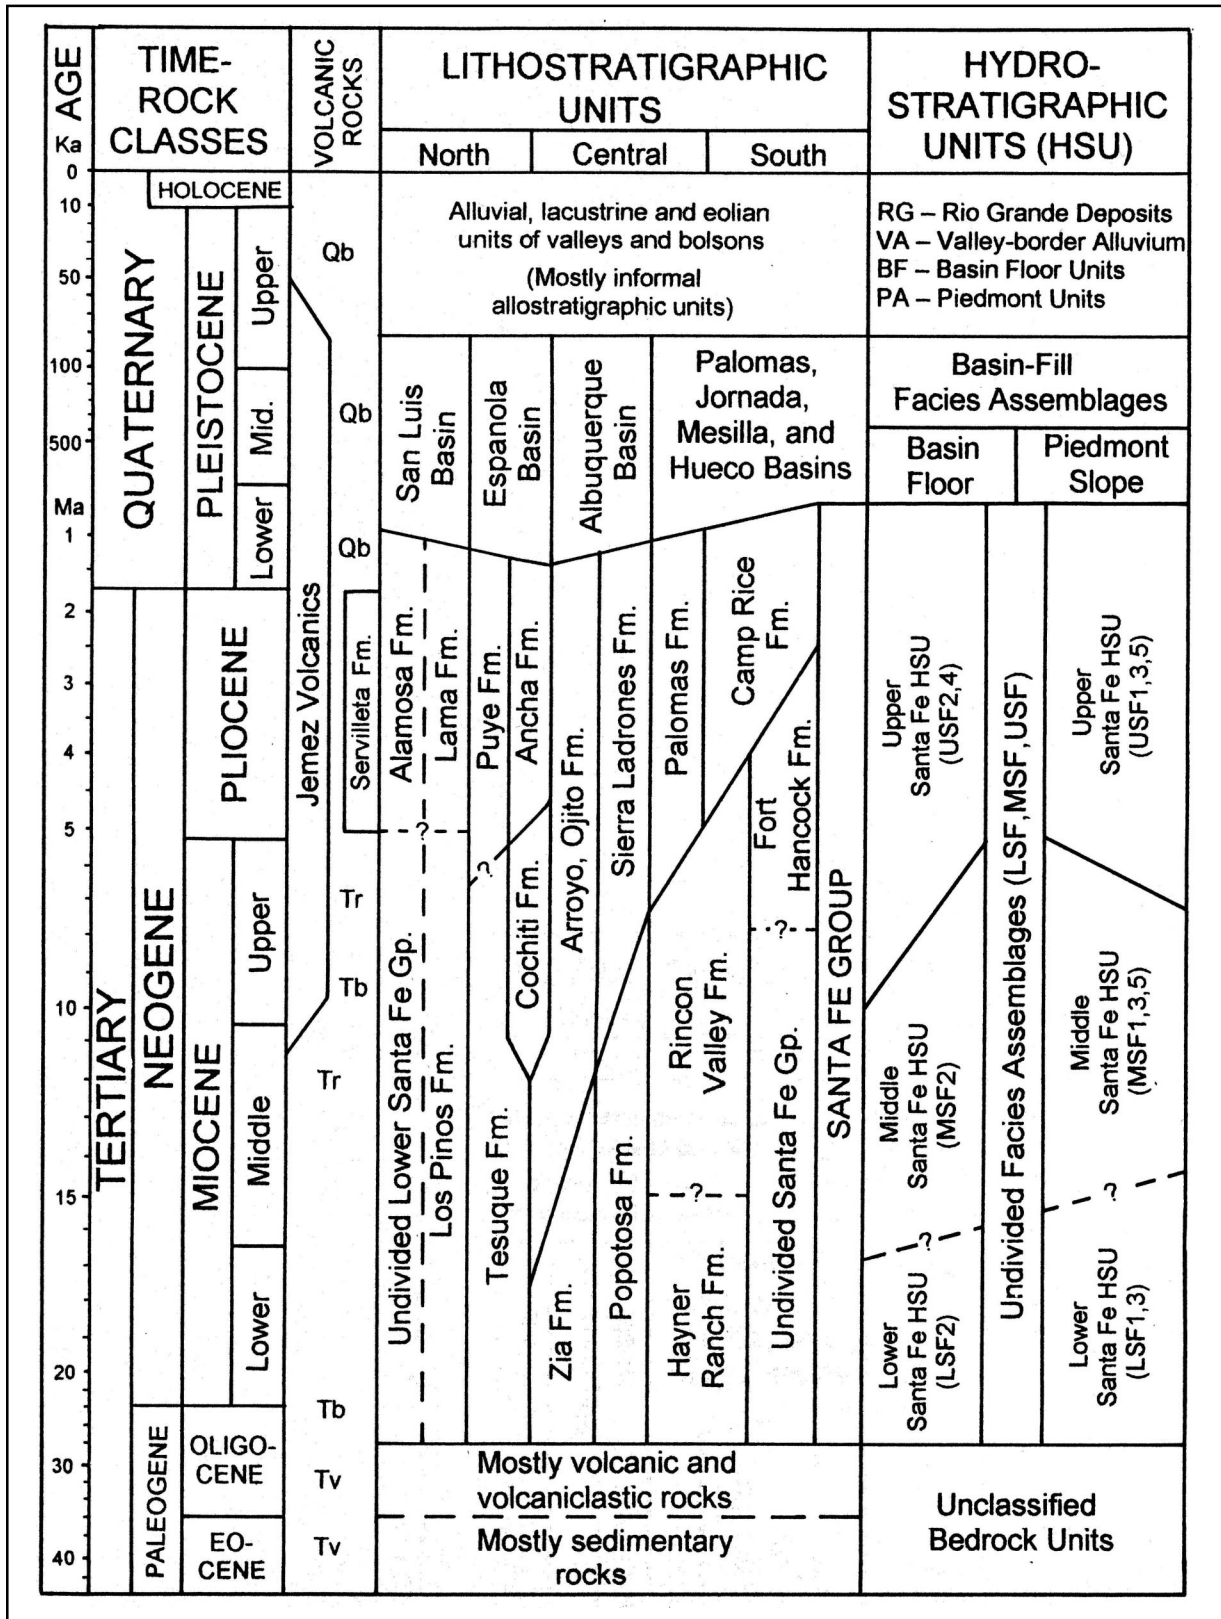 AGE
Ka
0
10
50
100
500
Ma
1
2
3
4
5
10
15
20
30
40
TIME-
ROCK
CLASSES
VOLCANIC
ROCKS
LITHOSTRATIGRAPHIC
UNITS
North
Central
South
HYDRO-
STRATIGRAPHIC
UNITS (HSU)
QUATERNARY
TERTIARY
NEOGENE
PALEOGENE
HOLOCENE
PLEISTOCENE
Upper
Mid.
Lower
PLIOCENE
MIOCENE
Upper
Middle
Lower
OLIGO-
CENE
EO-
CENE
Jemez Volcanics
Qb
Qb
Qb
Servilleta Fm.
Tr
Tb
Tr
Tb
Tv
Tv
Alluvial, lacustrine and eolian
units of valleys and bolsons
(Mostly informal
allostratigraphic units)
San Luis
Basin
Espanola
Basin
Albuquerque
Basin
Palomas,
Jornada,
Mesilla, and
Hueco Basins
Alamosa Fm.
Lama Fm.
?
Undivided Lower Santa Fe Gp.
Los Pinos Fm.
Puye Fm.
Ancha Fm.
?
Cochiti Fm.
Tesuque Fm.
Arroyo, Ojito Fm.
Zia Fm.
Sierra Ladrones Fm.
Popotosa Fm.
Palomas Fm.
Camp Rice
Fm.
Fort
Hancock Fm.
?
Rincon
Valley Fm.
?
Hayner
Ranch Fm.
Undivided Santa Fe Gp.
SANTA FE GROUP
Mostly volcanic and
volcaniclastic rocks
Mostly sedimentary
rocks
RG – Rio Grande Deposits
VA – Valley-border Alluvium
BF – Basin Floor Units
PA – Piedmont Units
Basin-Fill
Facies Assemblages
Basin
Floor
Piedmont
Slope
Upper
Santa Fe HSU
(USF2,4)
Middle
Santa Fe HSU
(MSF2)
?
Lower
Santa Fe HSU
(LSF2)
Undivided Facies Assemblages (LSF,MSF,USF)
Upper
Santa Fe HSU
(USF1,3,5)
Middle
Santa Fe HSU
(MSF1,3,5)
?
Lower
Santa Fe HSU
(LSF1,3)
Unclassified
Bedrock Units